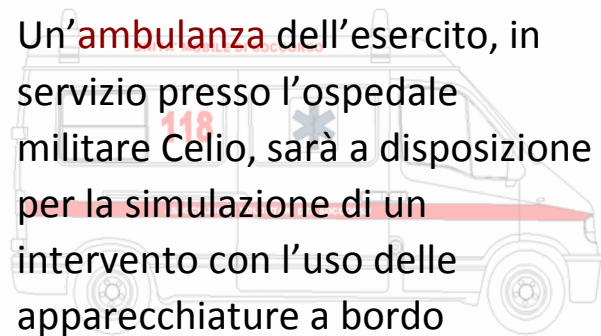 Un’ambulanza dell’esercito, in
servizio presso l’ospedale
118
militare Celio, sarà a disposizione
per la simulazione di un
intervento con l’uso delle
apparecchiature a bordo